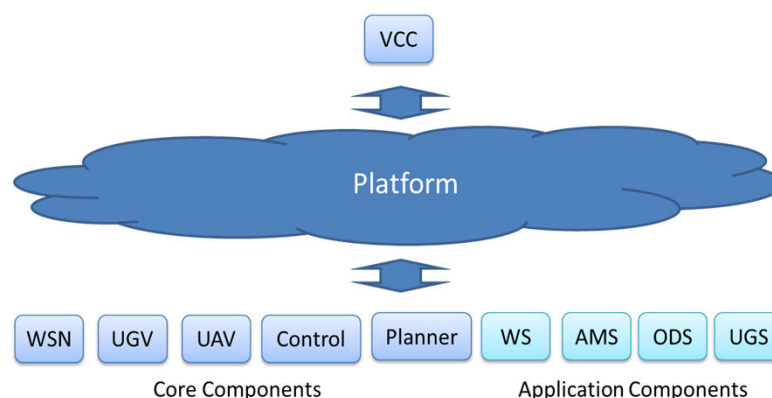 VCC
Platform
WSN UGV UAV Control Planner WS AMS ODS UGS
Core Components Application Components